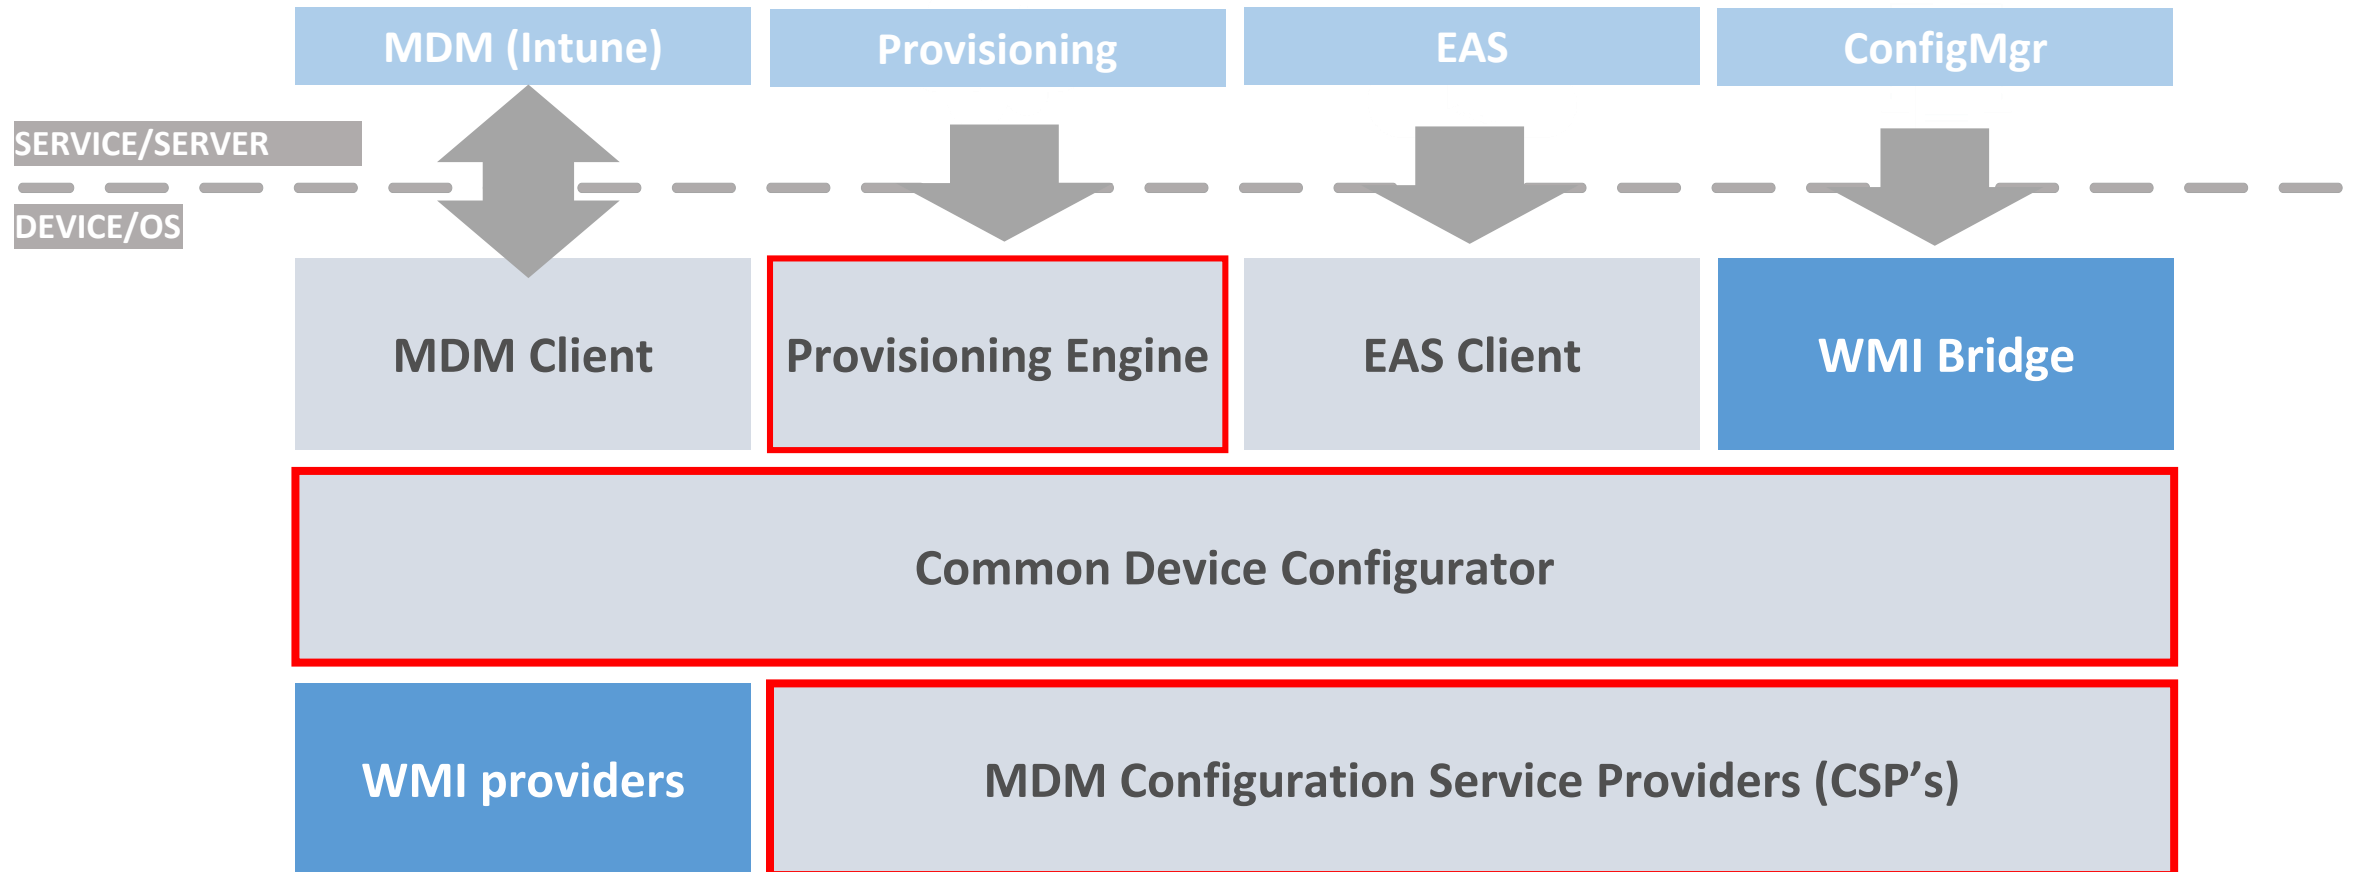 MDM (Intune)
Provisioning
EAS
ConfigMgr
SERVICE/SERVER
DEVICE/OS
MDM Client
Provisioning Engine
EAS Client
WMI Bridge
Common Device Configurator
WMI providers
MDM Configuration Service Providers (CSP’s)